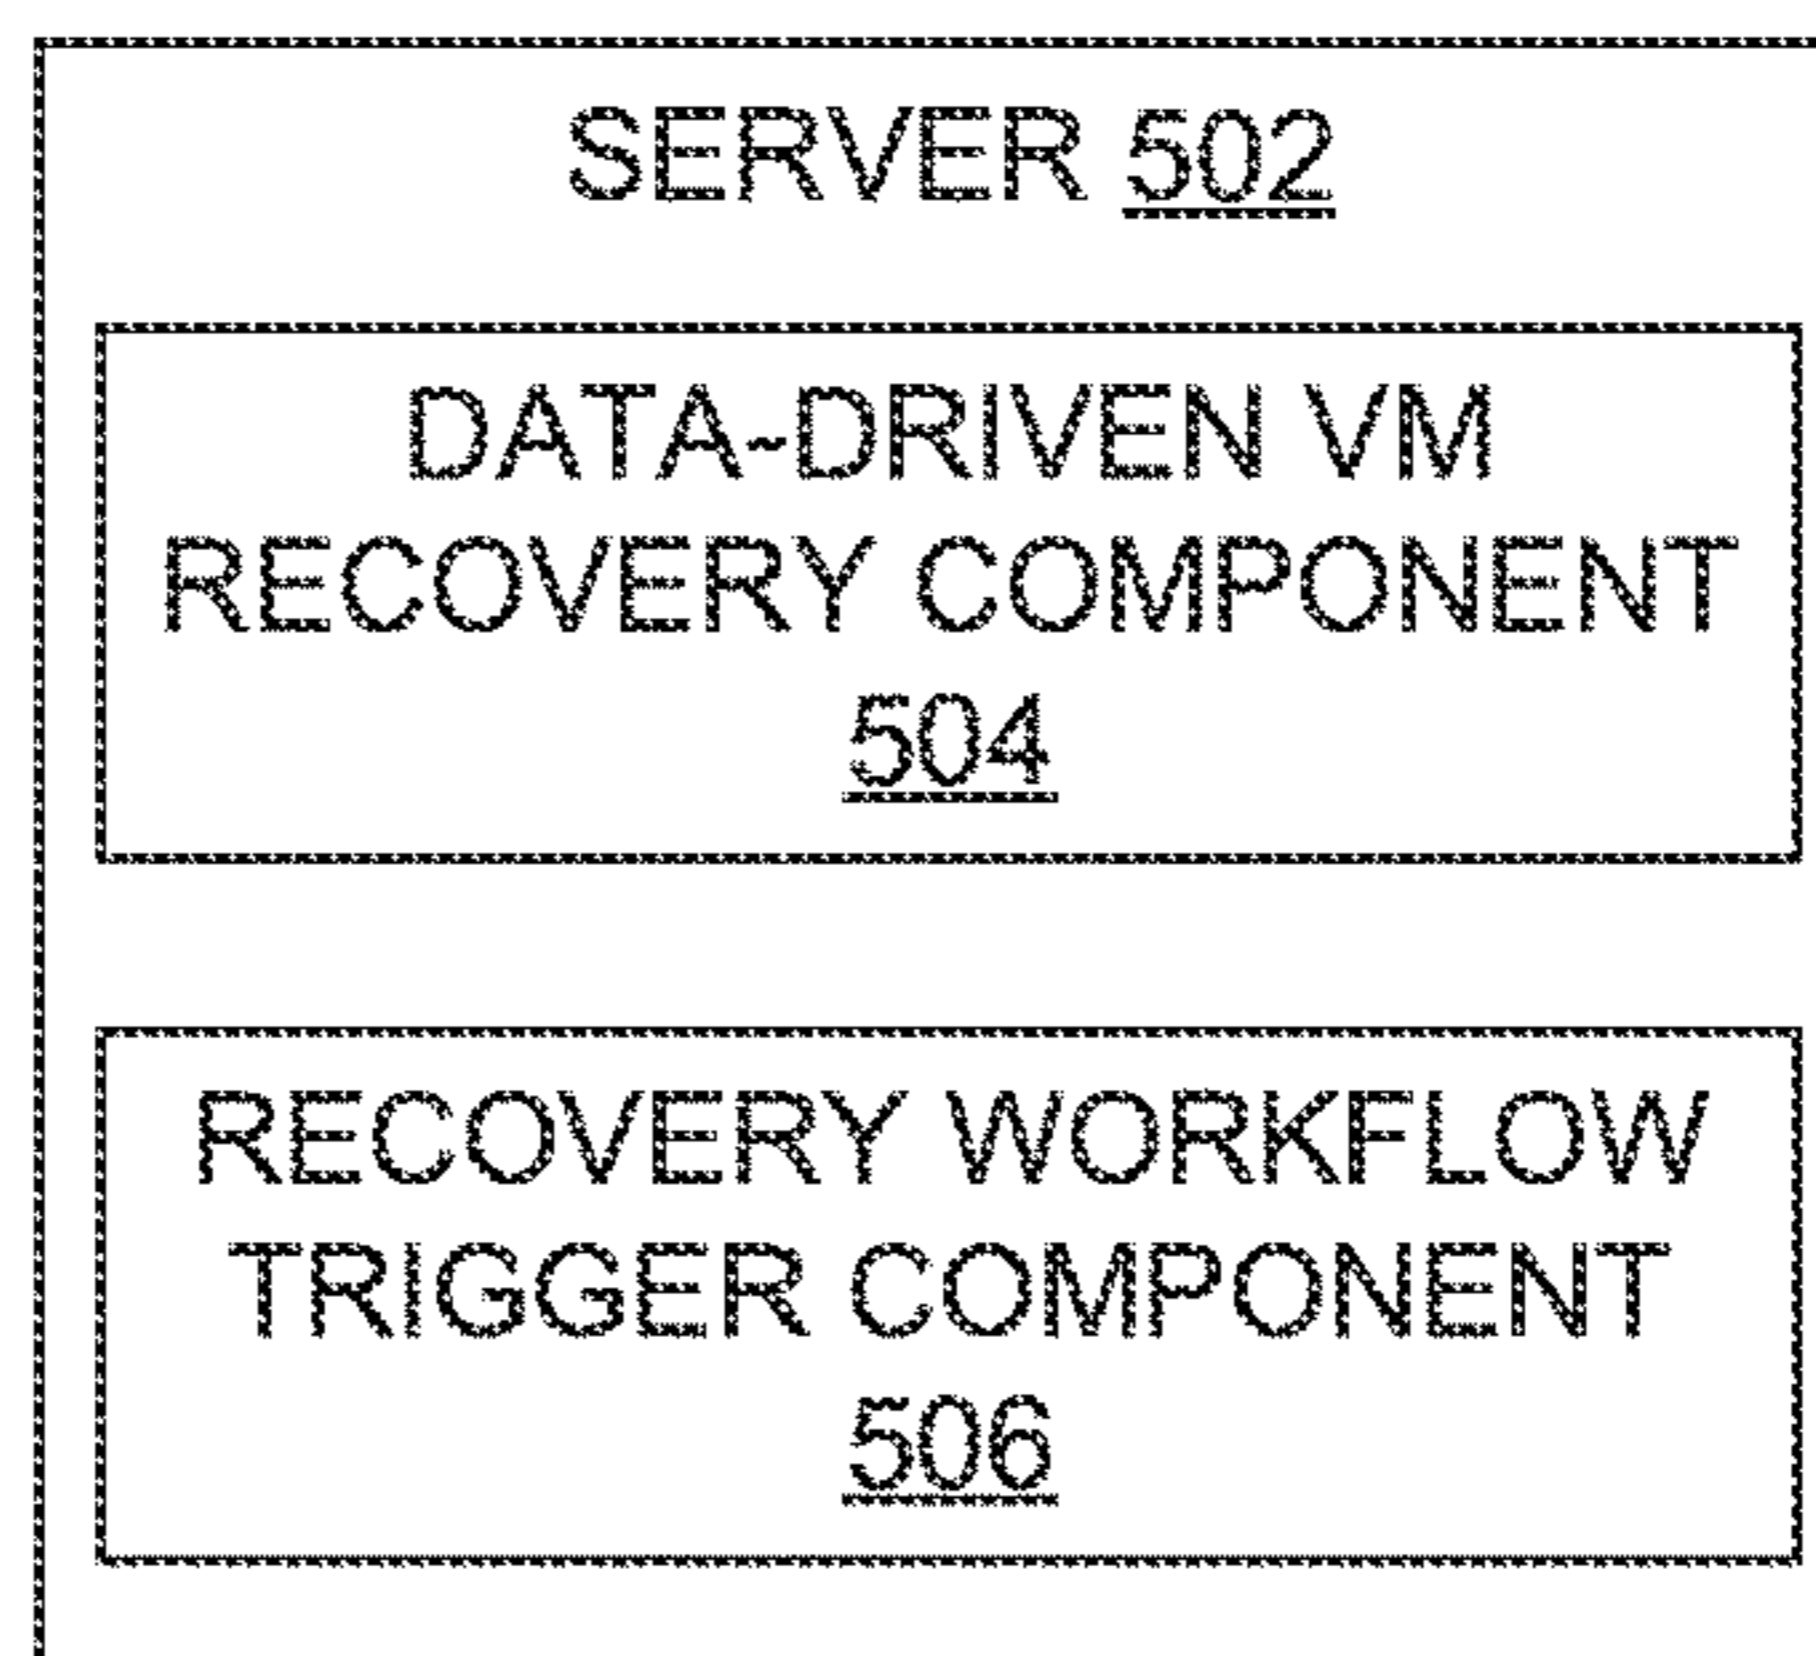 SERVER 502
DATA-DRIVEN VM
RECOVERY COMPONENT
504
RECOVERY WORKFLOW
TRIGGER COMPONENT
506